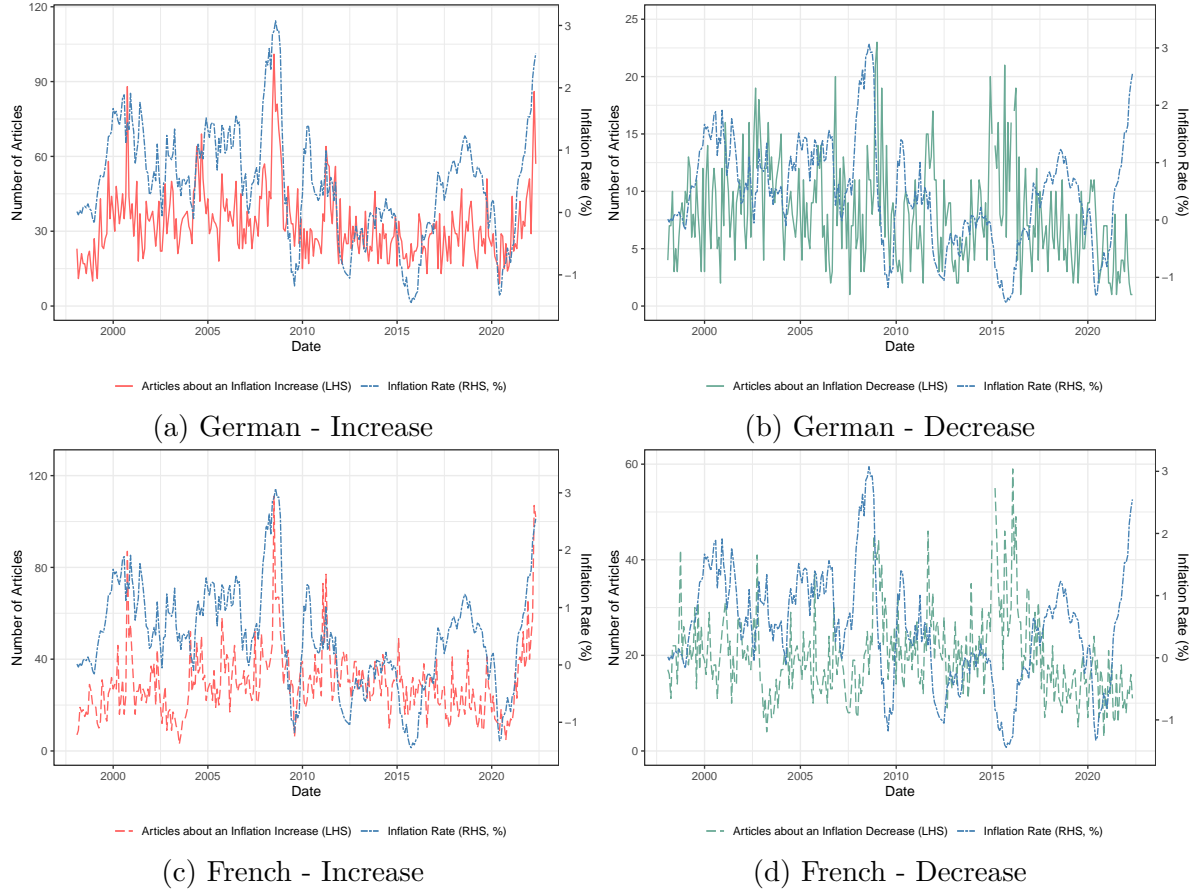 120
90
60
30
0
3
2
1
0
−1
Number of Articles
Inflation Rate (%)
2000 2005 2010 2015 2020
Date
Articles about an Inflation Increase (LHS) Inflation Rate (RHS, %)
(a) German - Increase
25
20
15
10
5
0
3
2
1
0
−1
Number of Articles
Inflation Rate (%)
2000 2005 2010 2015 2020
Date
Articles about an Inflation Decrease (LHS) Inflation Rate (RHS, %)
(b) German - Decrease
120
80
40
0
3
2
1
0
−1
Number of Articles
Inflation Rate (%)
2000 2005 2010 2015 2020
Date
Articles about an Inflation Increase (LHS) Inflation Rate (RHS, %)
(c) French - Increase
60
40
20
0
3
2
1
0
−1
Number of Articles
Inflation Rate (%)
2000 2005 2010 2015 2020
Date
Articles about an Inflation Decrease (LHS) Inflation Rate (RHS, %)
(d) French - Decrease